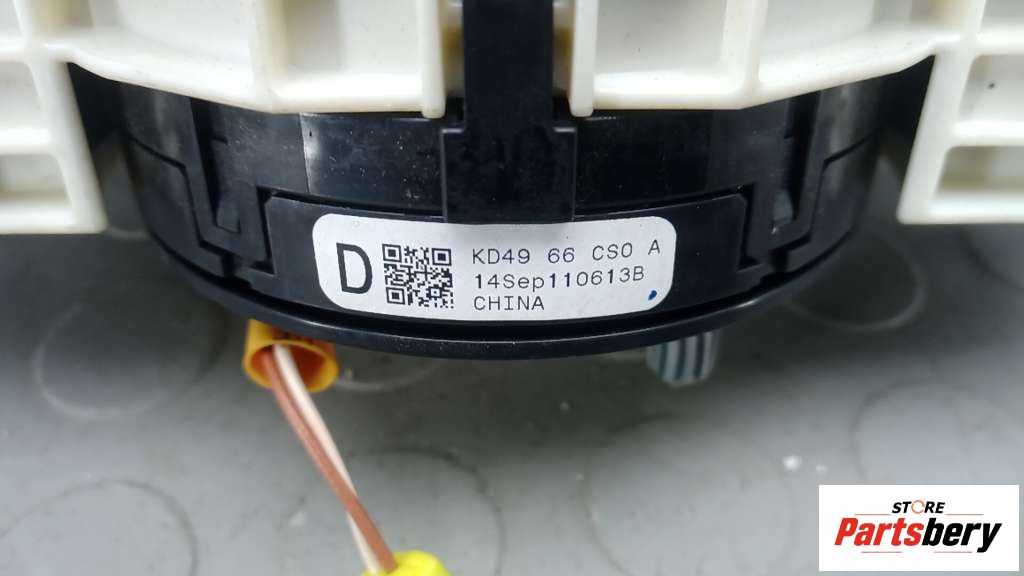 D
KD49 66 CS0 A
14Sep110613B
CHINA
STORE
Partsbery